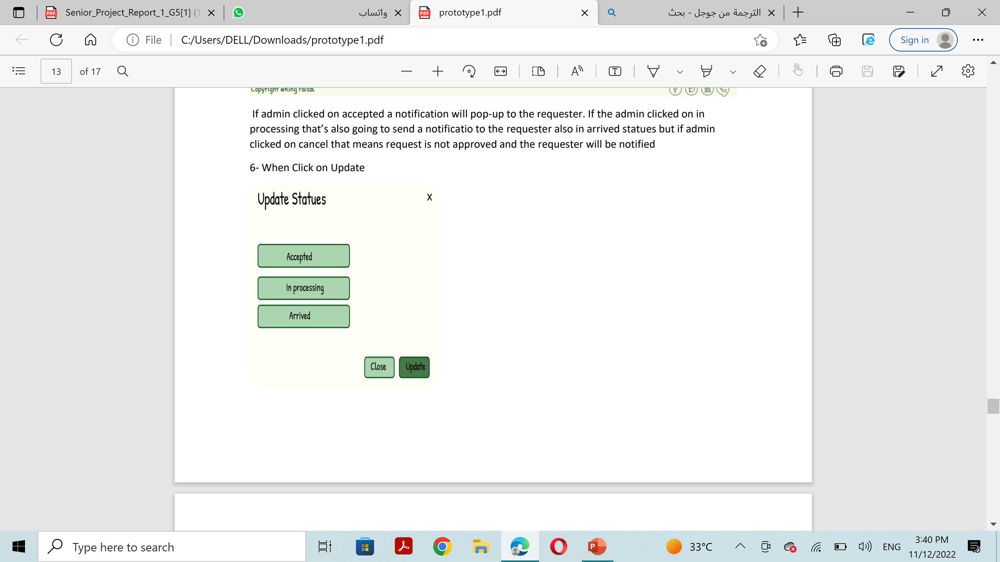 Senior_Project_Report_1_G5[1] (1
واتساب
prototype1.pdf
الترجمة من جوجل - بحث
File
C:/Users/DELL/Downloads/prototype1.pdf
Sign in
13 of 17
Copyright @King Faisal
If admin clicked on accepted a notification will pop-up to the requester. If the admin clicked on in
processing that’s also going to send a notificatio to the requester also in arrived statues but if admin
clicked on cancel that means request is not approved and the requester will be notified
6- When Click on Update
Update Statues
X
Accepted
In processing
Arrived
Close
Update
Type here to search
33°C
ENG
3:40 PM
11/12/2022